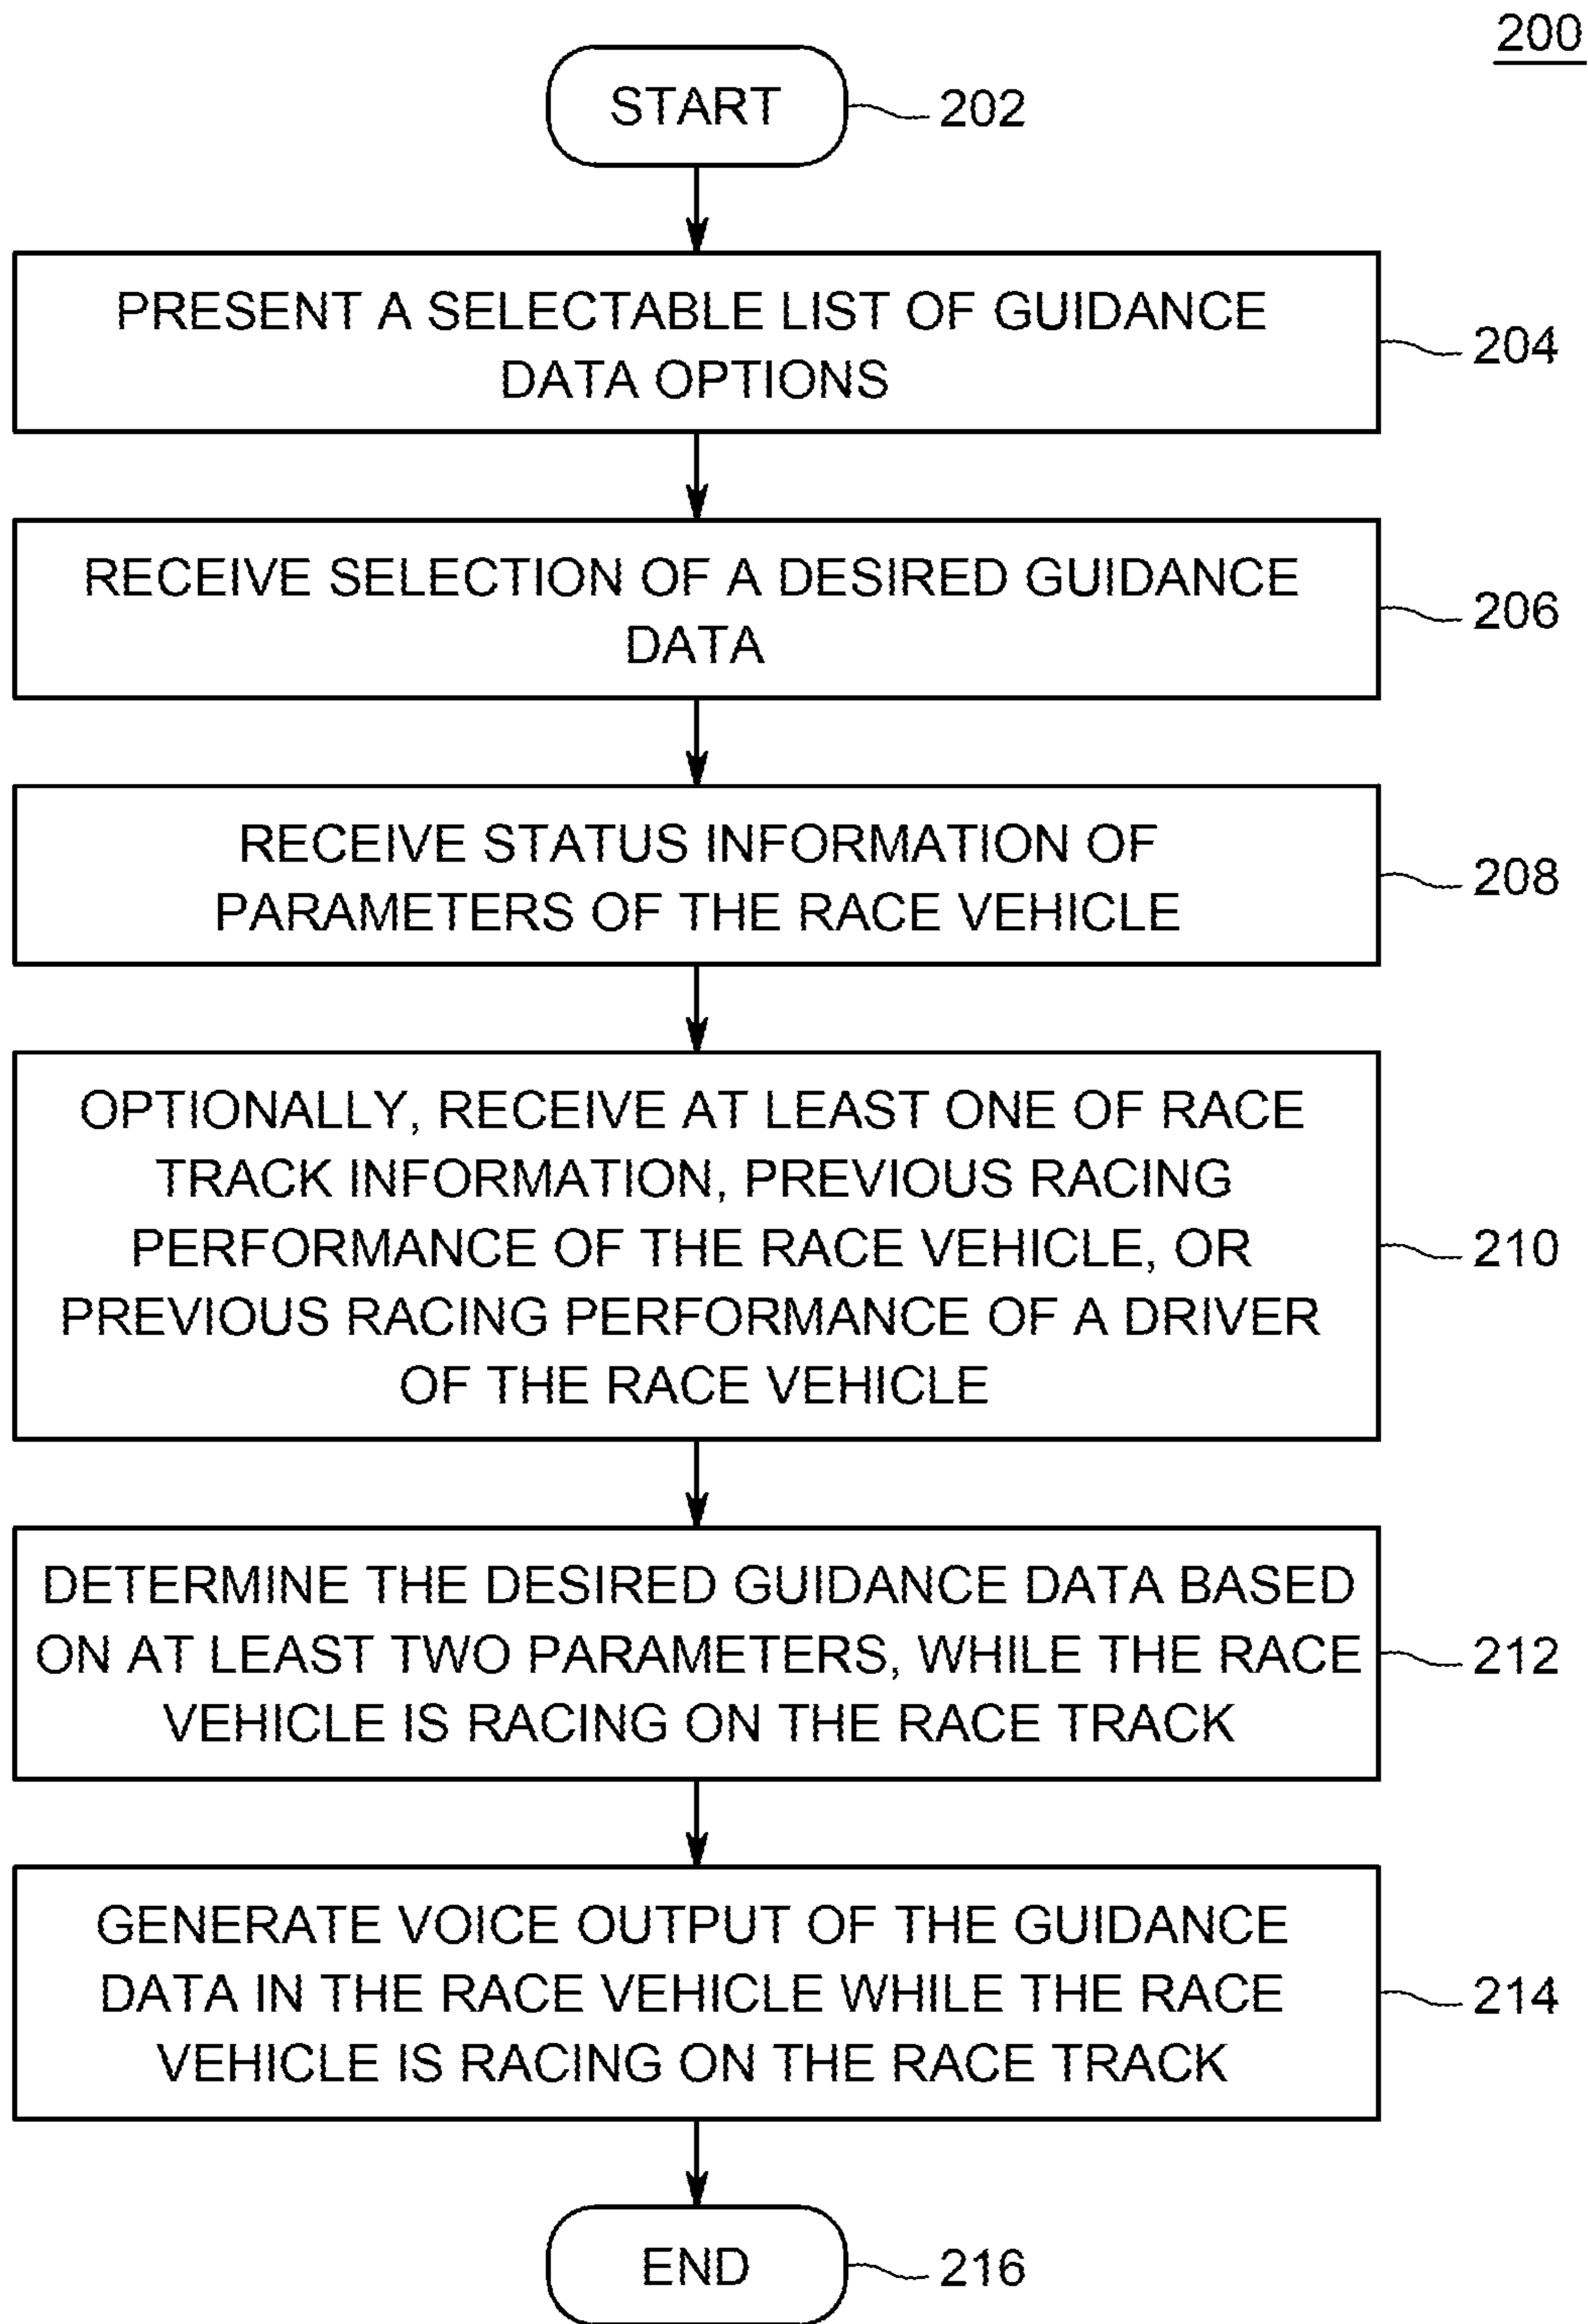 200
START
202
PRESENT A SELECTABLE LIST OF GUIDANCE
DATA OPTIONS
204
RECEIVE SELECTION OF A DESIRED GUIDANCE
DATA
206
RECEIVE STATUS INFORMATION OF
PARAMETERS OF THE RACE VEHICLE
208
OPTIONALLY, RECEIVE AT LEAST ONE OF RACE
TRACK INFORMATION, PREVIOUS RACING
PERFORMANCE OF THE RACE VEHICLE, OR
PREVIOUS RACING PERFORMANCE OF A DRIVER
OF THE RACE VEHICLE
210
DETERMINE THE DESIRED GUIDANCE DATA BASED
ON AT LEAST TWO PARAMETERS, WHILE THE RACE
VEHICLE IS RACING ON THE RACE TRACK
212
GENERATE VOICE OUTPUT OF THE GUIDANCE
DATA IN THE RACE VEHICLE WHILE THE RACE
VEHICLE IS RACING ON THE RACE TRACK
214
END
216